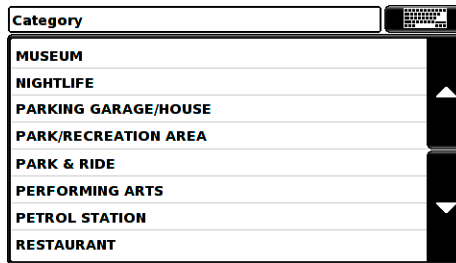 Category
MUSEUM
NIGHTLIFE
PARKING GARAGE/HOUSE
PARK/RECREATION AREA
PARK & RIDE
PERFORMING ARTS
PETROL STATION
RESTAURANT